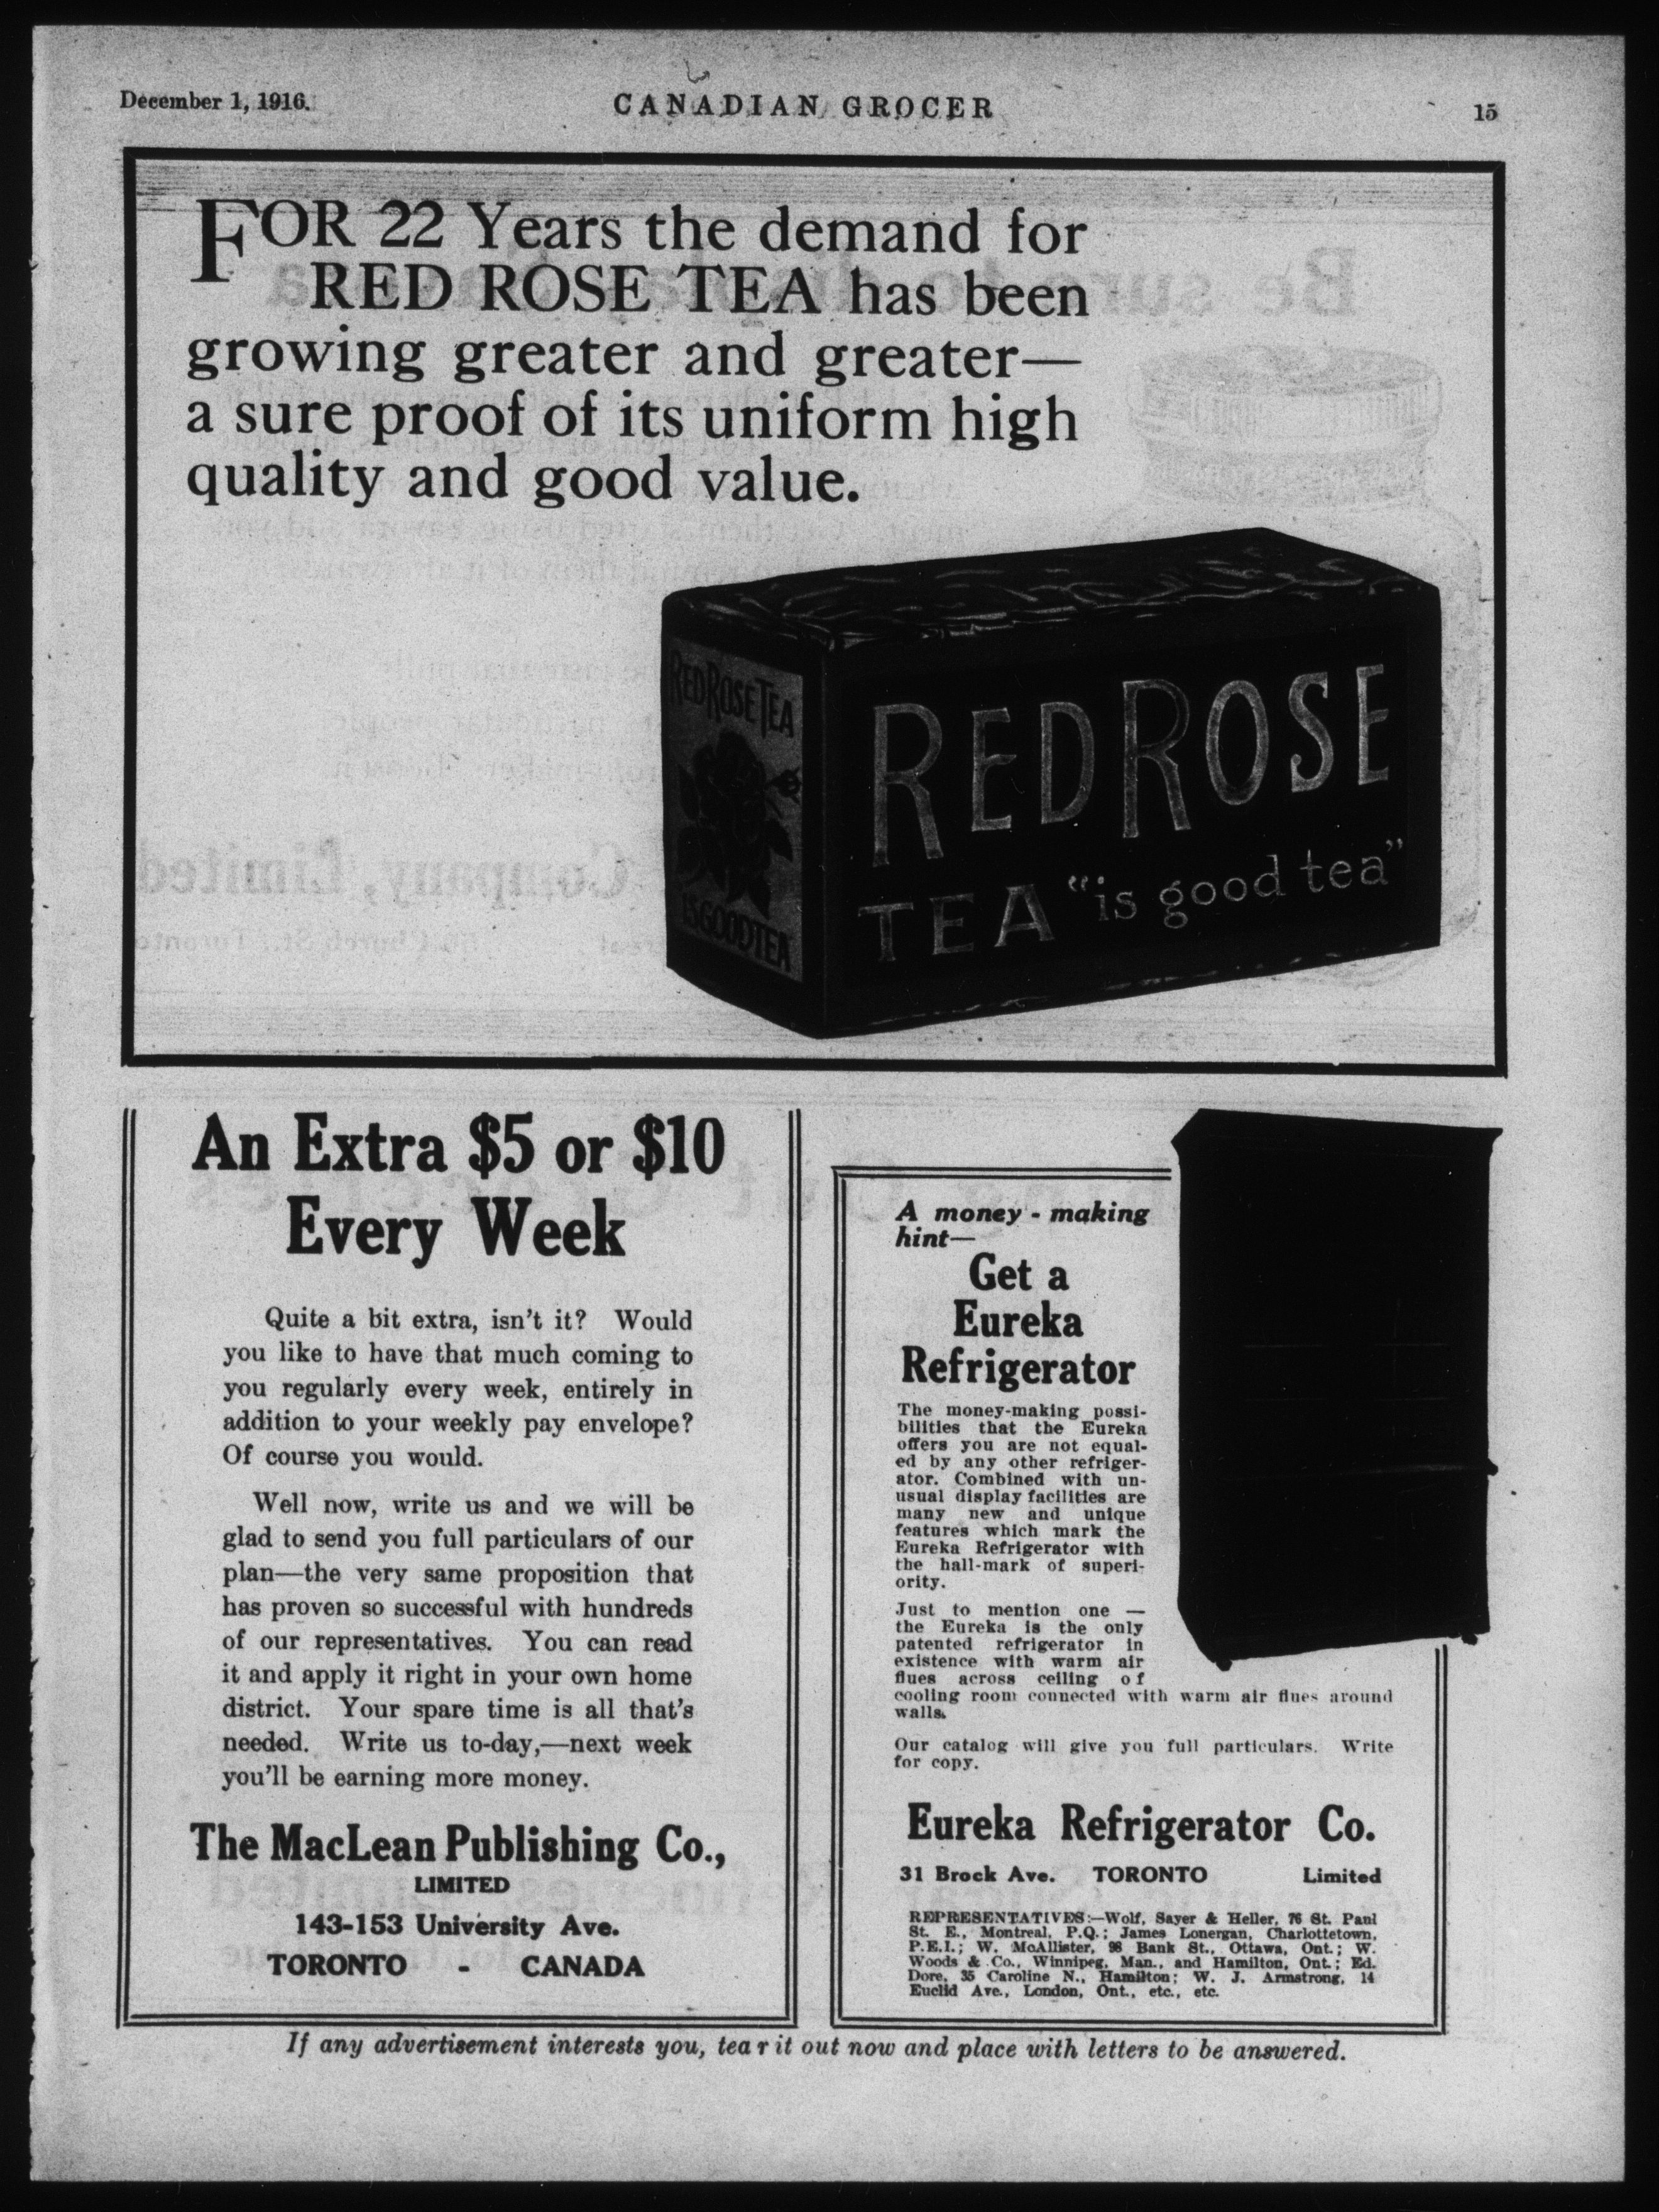 December 1, 1916.
CANADIAN GROCER
15
FOR 22 Years the demand for
RED ROSE TEA has been
growing greater and greater—
a sure proof of its uniform high
quality and good value.
RED ROSE TEA
IS GOOD TEA
RED ROSE
TEA "is good tea"
An Extra $5 or $10
Every Week
Quite a bit extra, isn't it? Would
you like to have that much coming to
you regularly every week, entirely in
addition to your weekly pay envelope?
Of course you would.
Well now, write us and we will be
glad to send you full particulars of our
plan—the very same proposition that
has proven so successful with hundreds
of our representatives. You can read
it and apply it right in your own home
district. Your spare time is all that's
needed. Write us to-day,—next week
you'll be earning more money.
The MacLean Publishing Co.,
LIMITED
143-153 University Ave.
TORONTO - CANADA
A money - making
hint—
Get a
Eureka
Refrigerator
The money-making possi-
bilities that the Eureka
offers you are not equal-
ed by any other refriger-
ator. Combined with un-
usual display facilities are
many new and unique
features which mark the
Eureka Refrigerator with
the hall-mark of superi-
ority.
Just to mention one —
the Eureka is the only
patented refrigerator in
existence with warm air
flues across ceiling of
cooling room connected with warm air flues around
walls.
Our catalog will give you full particulars. Write
for copy.
Eureka Refrigerator Co.
31 Brock Ave. TORONTO Limited
REPRESENTATIVES:—Wolf, Sayer & Heller, 76 St. Paul
St. E., Montreal, P.Q.; James Lonergan, Charlottetown,
P.E.I.; W. McAllister, 98 Bank St., Ottawa, Ont.; W.
Woods & Co., Winnipeg, Man., and Hamilton, Ont.; Ed.
Dore, 35 Caroline N., Hamilton; W. J. Armstrong, 14
Euclid Ave., London, Ont., etc., etc.
If any advertisement interests you, tear it out now and place with letters to be answered.